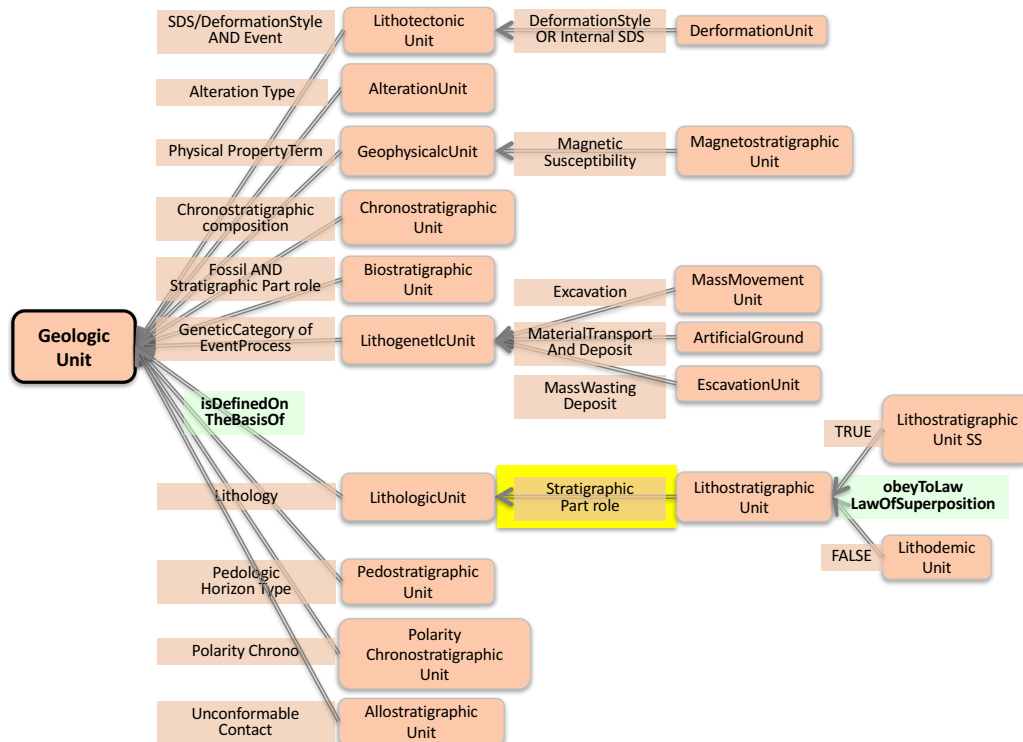 SDS/DeformationStyle
AND Event
Lithotectonic
Unit
DeformationStyle
OR Internal SDS
DerformationUnit
Alteration Type
AlterationUnit
Physical PropertyTerm
GeophysicalcUnit
Magnetic
Susceptibility
Magnetostratigraphic
Unit
Chronostratigraphic
composition
Chronostratigraphic
Unit
Fossil AND
Stratigraphic Part role
Biostratigraphic
Unit
Excavation
MassMovement
Unit
Geologic
Unit
GeneticCategory of
EventProcess
LithogenetIcUnit
MaterialTransport
And Deposit
ArtificialGround
MassWasting
Deposit
EscavationUnit
isDefinedOn
TheBasisOf
TRUE
Lithostratigraphic
Unit SS
Lithology
LithologicUnit
Stratigraphic
Part role
Lithostratigraphic
Unit
obeyToLaw
LawOfSuperposition
FALSE
Lithodemic
Unit
Pedologic
Horizon Type
Pedostratigraphic
Unit
Polarity Chrono
Polarity
Chronostratigraphic
Unit
Unconformable
Contact
Allostratigraphic
Unit